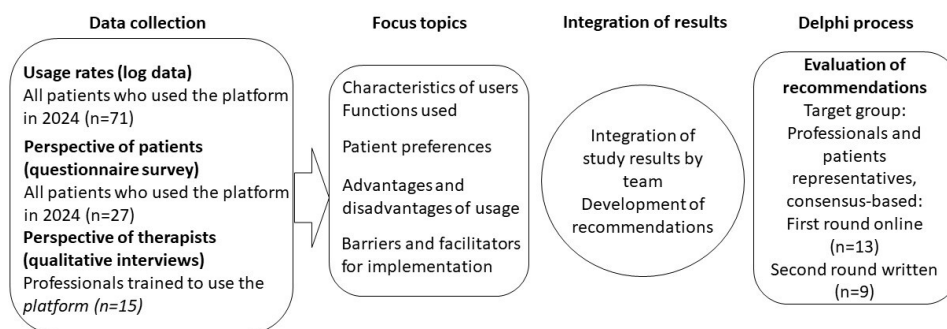 Data collection
Usage rates (log data)
All patients who used the platform
in 2024 (n=71)
Perspective of patients
(questionnaire survey)
All patients who used the platform
in 2024 (n=27)
Perspective of therapists
(qualitative interviews)
Professionals trained to use the
platform (n=15)
Focus topics
Characteristics of users
Functions used
Patient preferences
Advantages and
disadvantages of usage
Barriers and facilitators
for implementation
Integration of results
Integration of
study results by
team
Development of
recommendations
Delphi process
Evaluation of
recommendations
Target group:
Professionals and
patients
representatives,
consensus-based:
First round online
(n=13)
Second round written
(n=9)